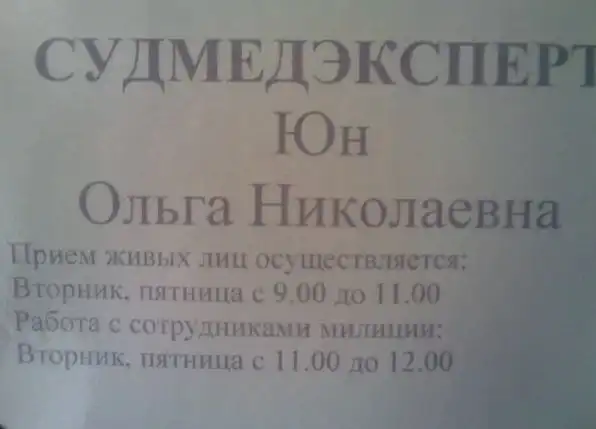 СУДМЕДЭКСПЕРТ
Юн
Ольга Николаевна
Прием живых лиц осуществляется:
Вторник, пятница с 9.00 до 11.00
Работа с сотрудниками милиции:
Вторник, пятница с 11.00 до 12.00